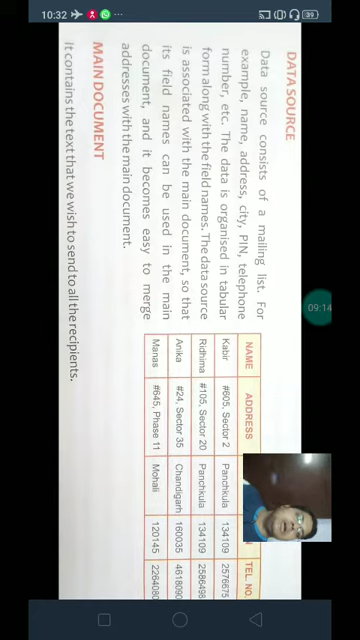 10:32
39
DATA SOURCE
Data source consists of a mailing list. For
example, name, address, city, PIN, telephone
number, etc. The data is organised in tabular
form along with the field names. The data source
is associated with the main document, so that
its field names can be used in the main
document, and it becomes easy to merge
addresses with the main document.
NAME ADDRESS TEL. NO.
Kabir #605, Sector 2 Panchkula 134109 2576675
Ridhima #105, Sector 20 Panchkula 134109 2586498
Anika #24, Sector 35 Chandigarh 160035 4618090
Manas #645, Phase 11 Mohali 120145 2264080
MAIN DOCUMENT
It contains the text that we wish to send to all the recipients.
09:14